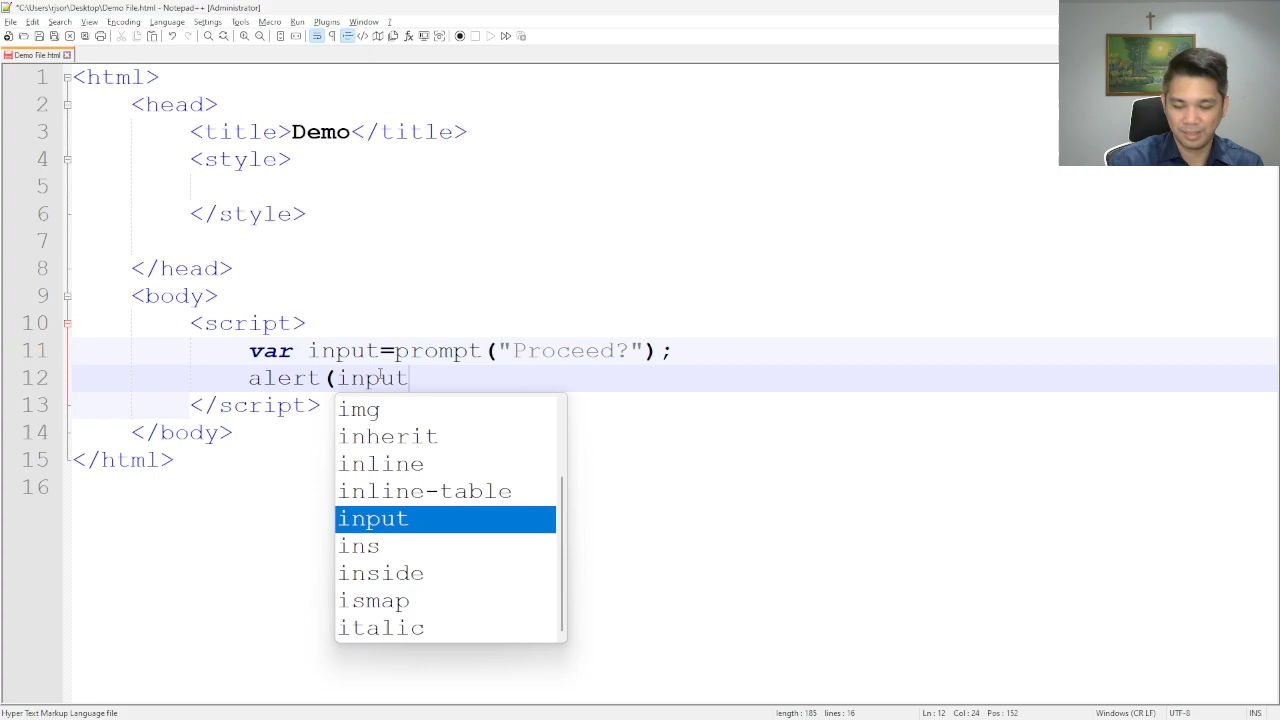 *C:\Users\rjsor\Desktop\Demo File.html - Notepad++ [Administrator]
File Edit Search View Encoding Language Settings Tools Macro Run Plugins Window ?
Demo File.html
1 <html>
2 <head>
3 <title>Demo</title>
4 <style>
5
6 </style>
7
8 </head>
9 <body>
10 <script>
11 var input=prompt("Proceed?");
12 alert(input
13 </script>
14 </body>
15 </html>
16
img
inherit
inline
inline-table
input
ins
inside
ismap
italic
Hyper Text Markup Language file length : 185 lines : 16 Ln : 12 Col : 24 Pos : 152 Windows (CR LF) UTF-8 INS